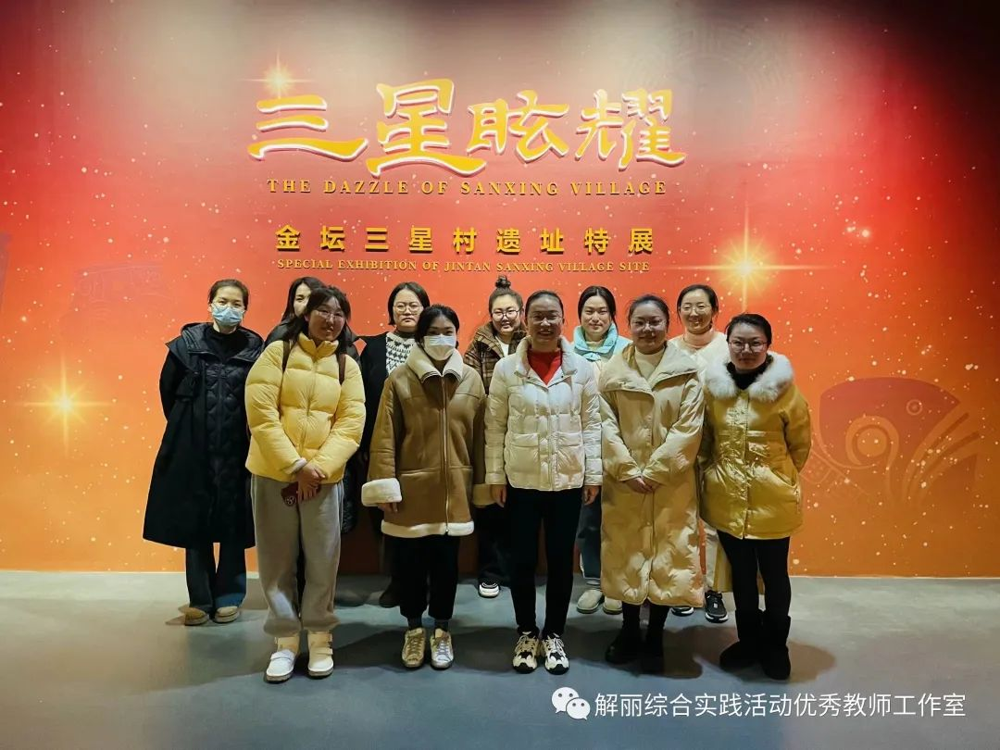 三星眩耀
THE DAZZLE OF SANXING VILLAGE
金坛三星村遗址特展
SPECIAL EXHIBITION OF JINTAN SANXING VILLAGE SITE
解丽综合实践活动优秀教师工作室